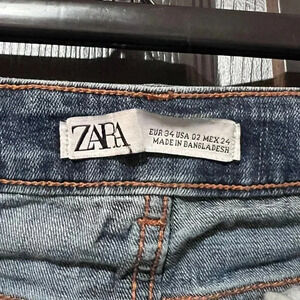 ZARA
EUR 34 USA 02 MEX 24
MADE IN BANGLADESH